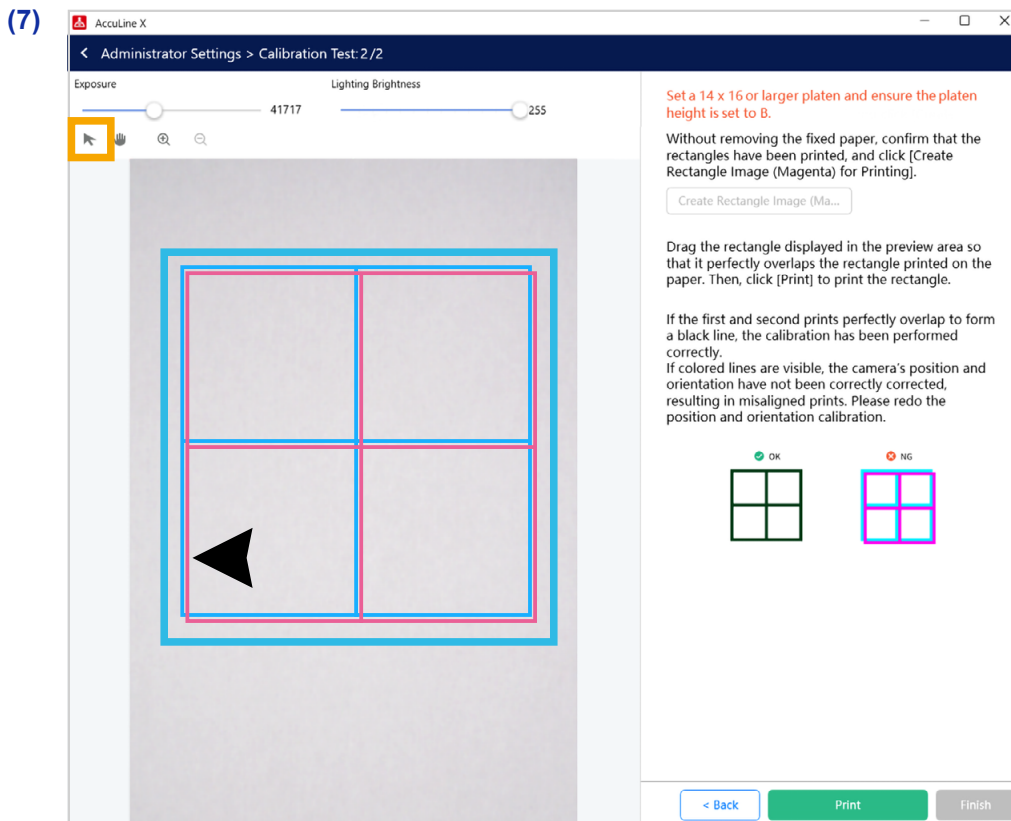 (7)
AccuLine X
Administrator Settings > Calibration Test: 2/2
Exposure
41717
Lighting Brightness
255
Set a 14 x 16 or larger platen and ensure the platen
height is set to B.
Without removing the fixed paper, confirm that the
rectangles have been printed, and click [Create
Rectangle Image (Magenta) for Printing].
Create Rectangle Image (Ma...
Drag the rectangle displayed in the preview area so
that it perfectly overlaps the rectangle printed on the
paper. Then, click [Print] to print the rectangle.
If the first and second prints perfectly overlap to form
a black line, the calibration has been performed
correctly.
If colored lines are visible, the camera's position and
orientation have not been correctly corrected,
resulting in misaligned prints. Please redo the
position and orientation calibration.
OK
NG
< Back
Print
Finish